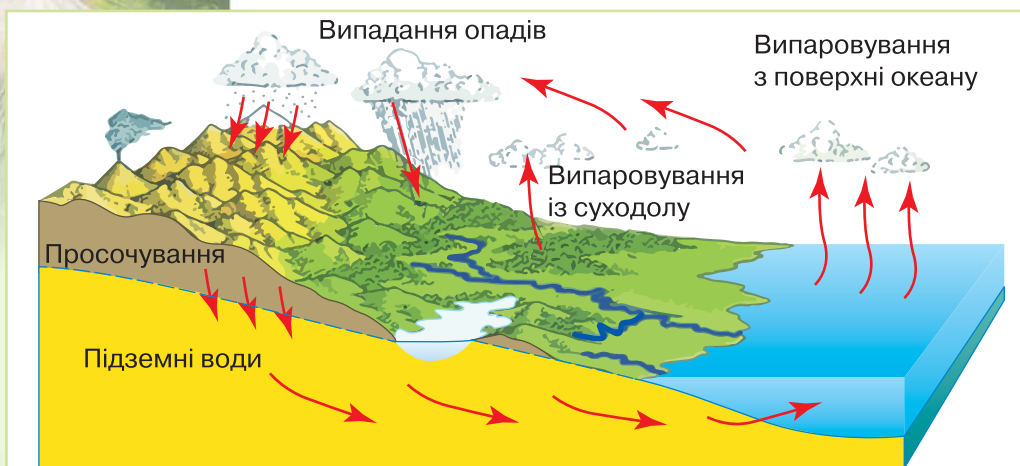 Випадання опадів
Випаровування
з поверхні океану
Випаровування
із суходолу
Просочування
Підземні води